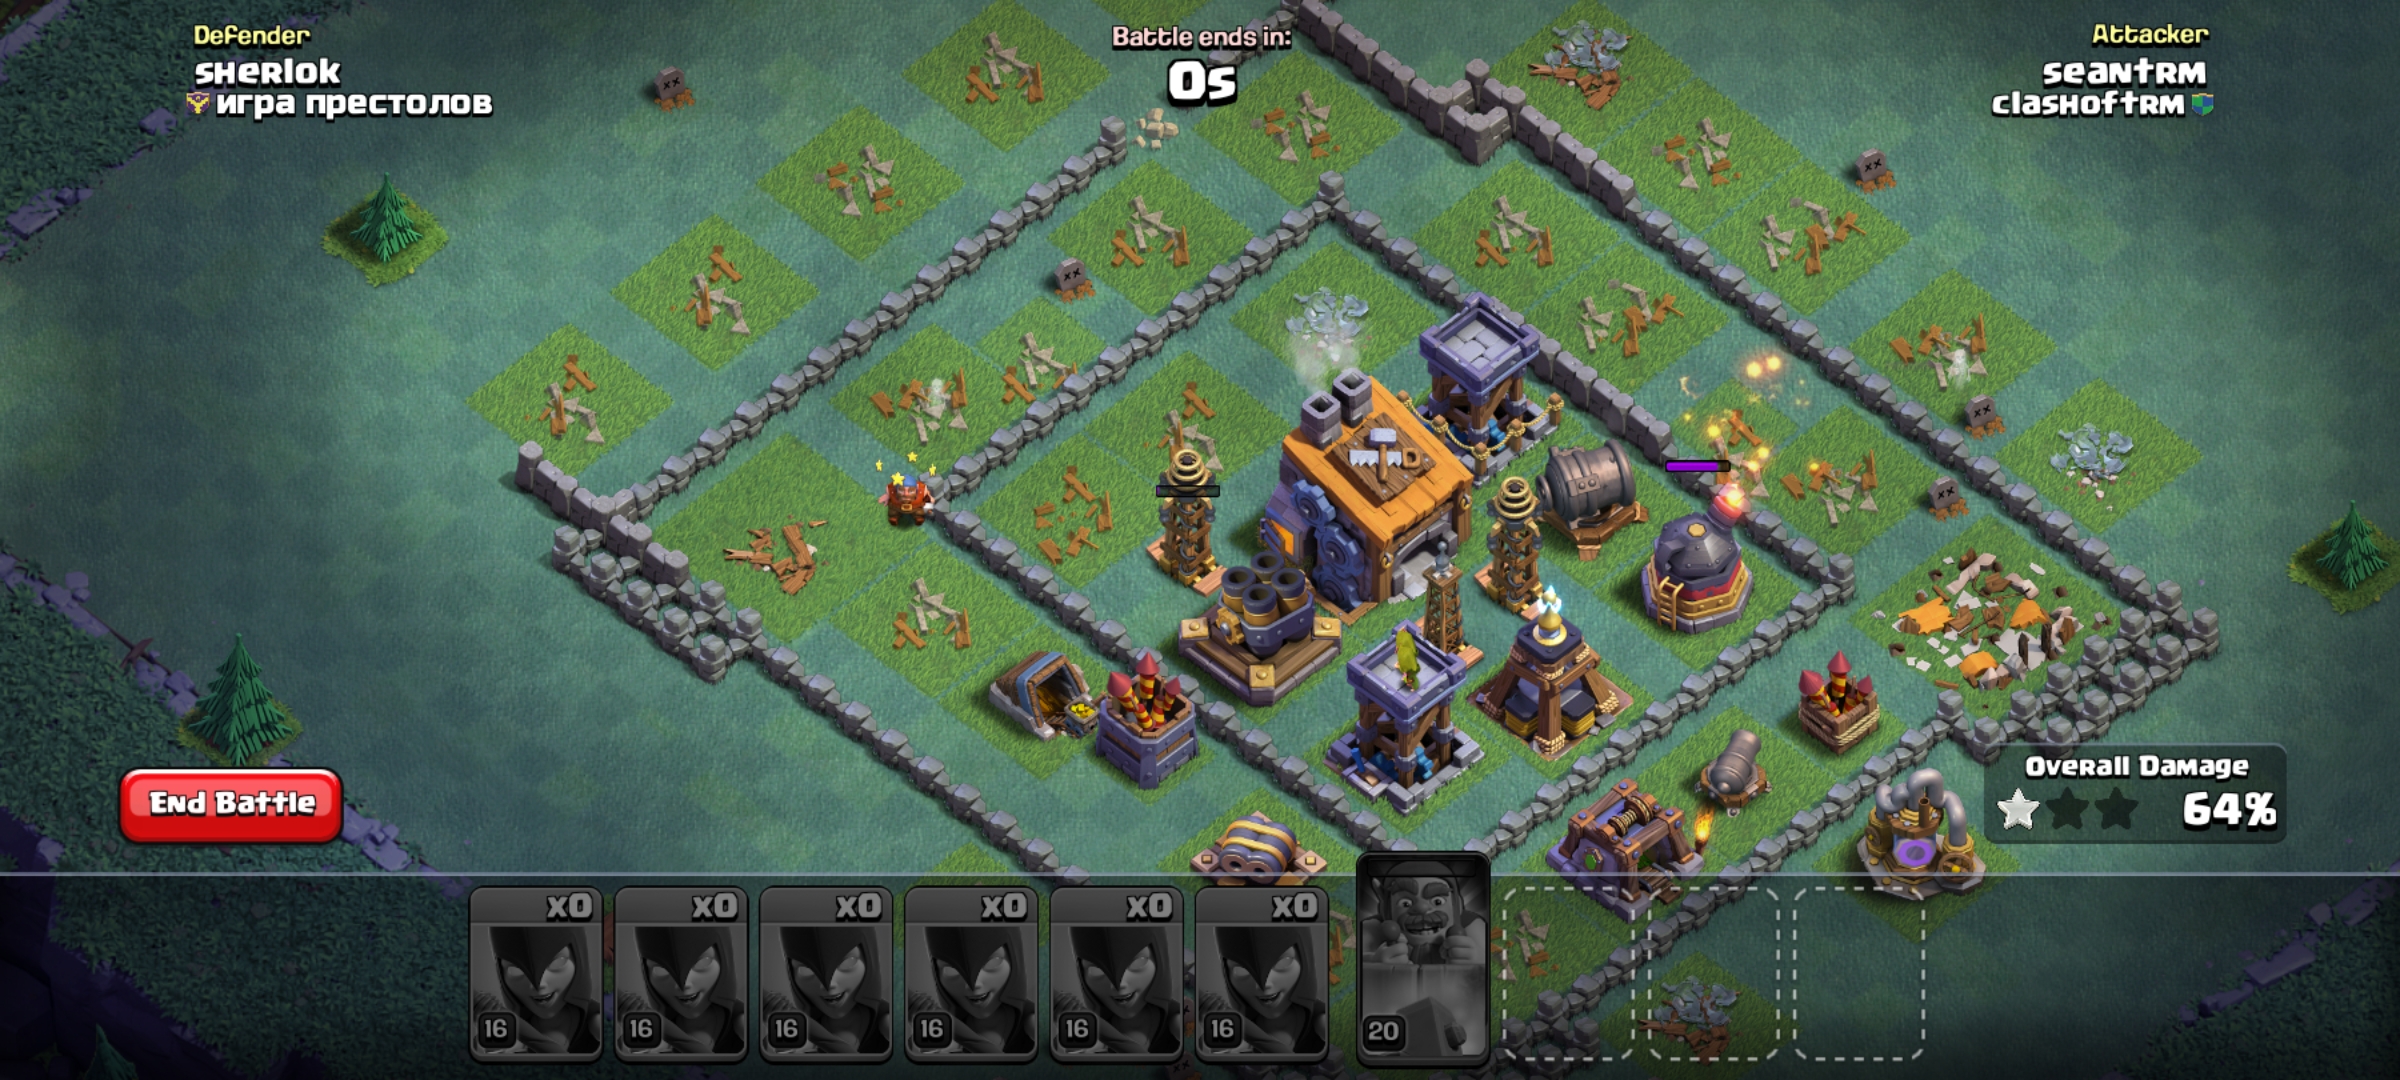 Defender
sHeRlok
игра престолов
Battle ends in:
0s
Attacker
seantRM
clashoftRM
End Battle
Overall Damage
64%
x0 x0 x0 x0 x0 x0
16 16 16 16 16 16 20